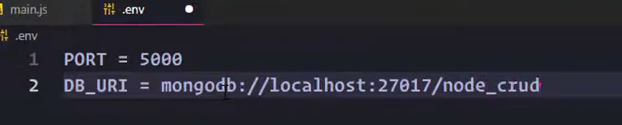 main.js
.env
.env
1 PORT = 5000
2 DB_URI = mongodb://localhost:27017/node_crud